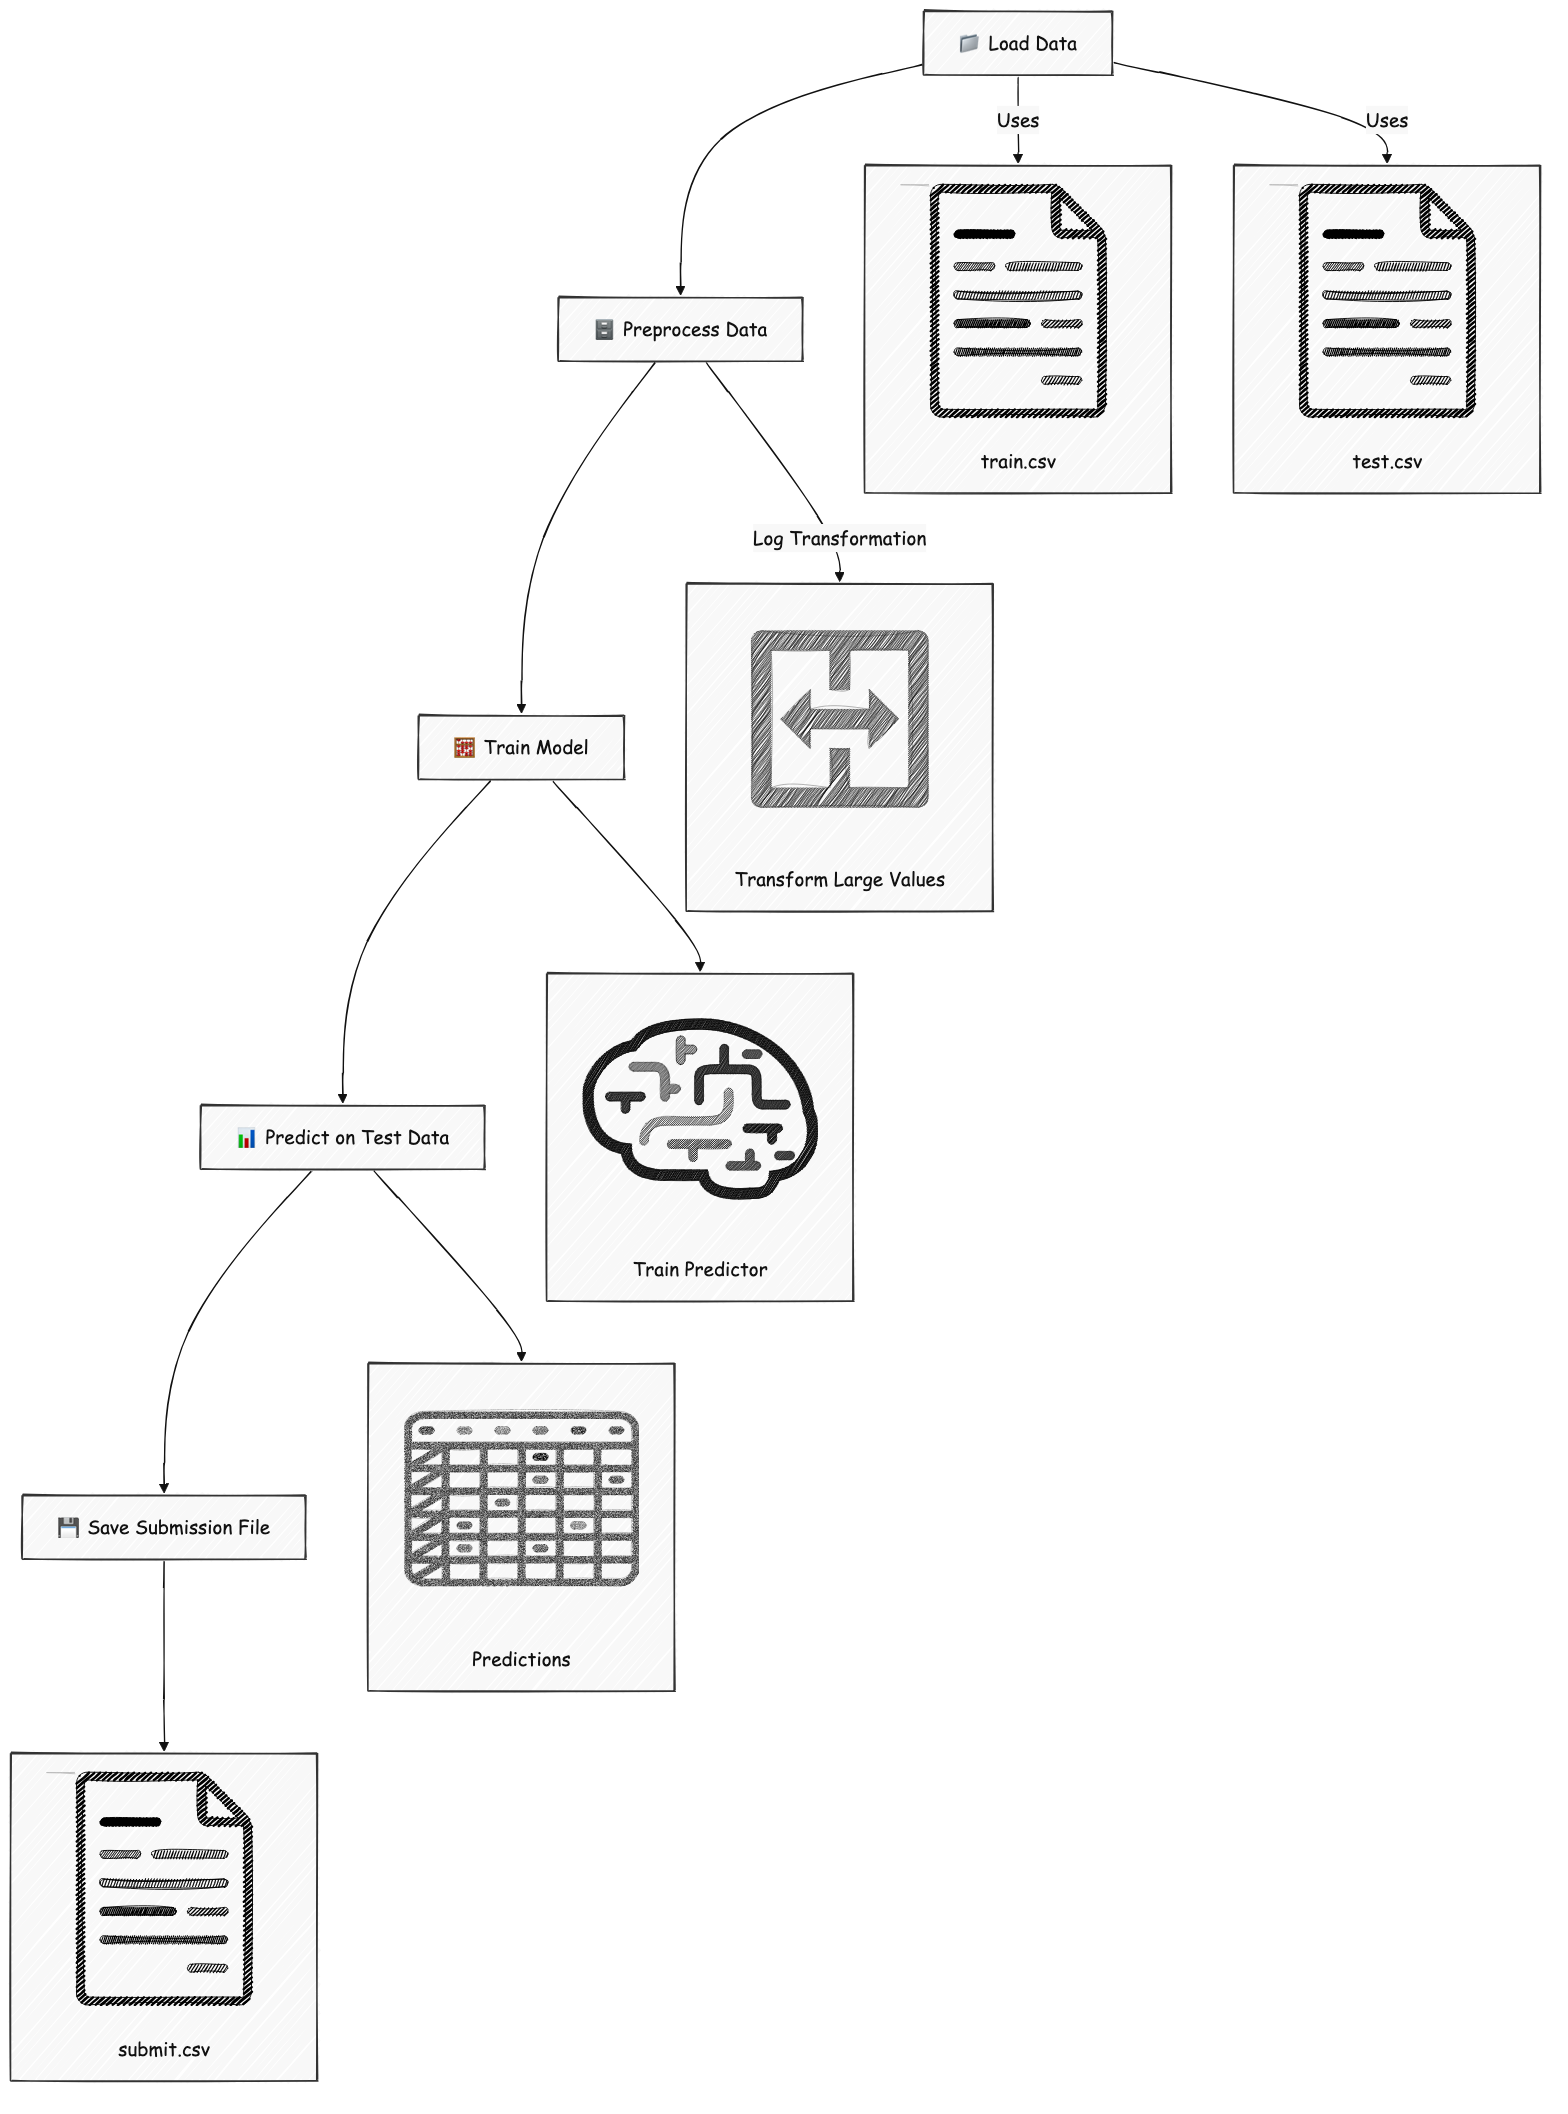 Load Data
Uses
Uses
Preprocess Data
train.csv
test.csv
Log Transformation
Train Model
Transform Large Values
Predict on Test Data
Train Predictor
Save Submission File
Predictions
submit.csv